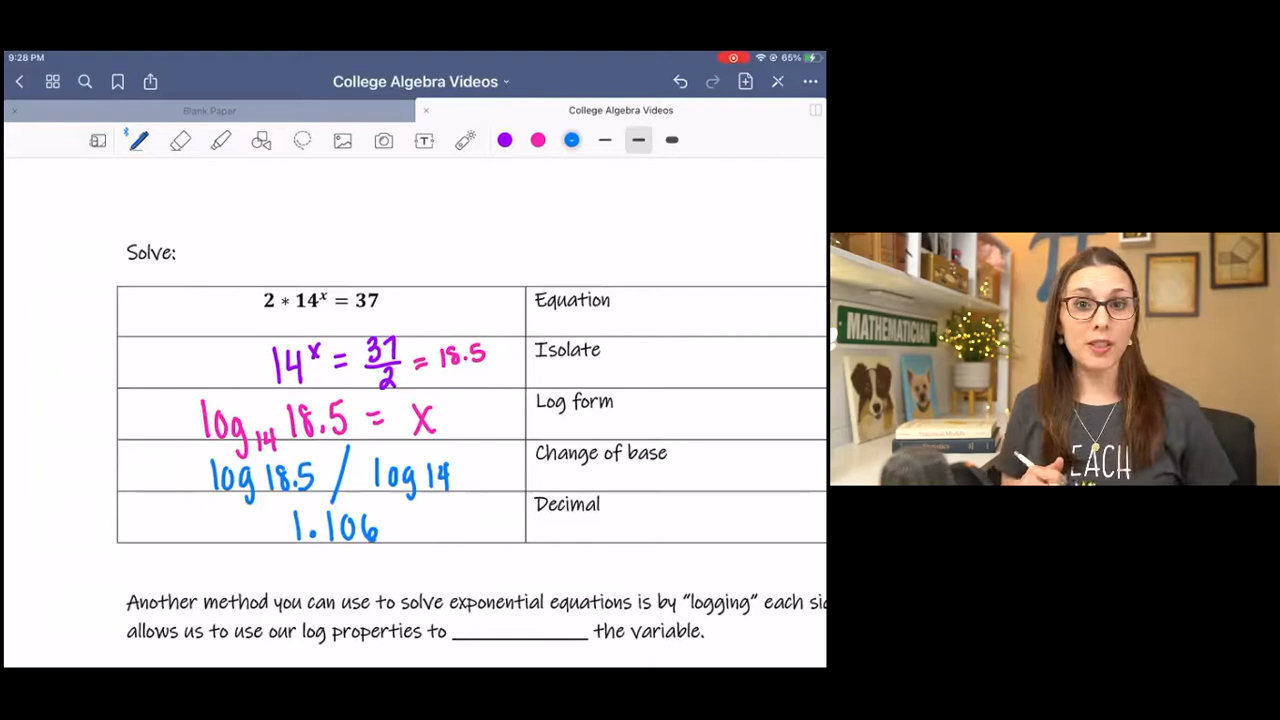 9:28 PM
65%
College Algebra Videos
Blank Paper
College Algebra Videos
T
Solve:
2 * 14ˣ = 37
Equation
14ˣ = 37/2 = 18.5
Isolate
log₁₄ 18.5 = x
Log form
log 18.5 / log 14
Change of base
1.106
Decimal
Another method you can use to solve exponential equations is by "logging" each
allows us to use our log properties to ____________ the variable.
MATHEMATICIAN
EACH